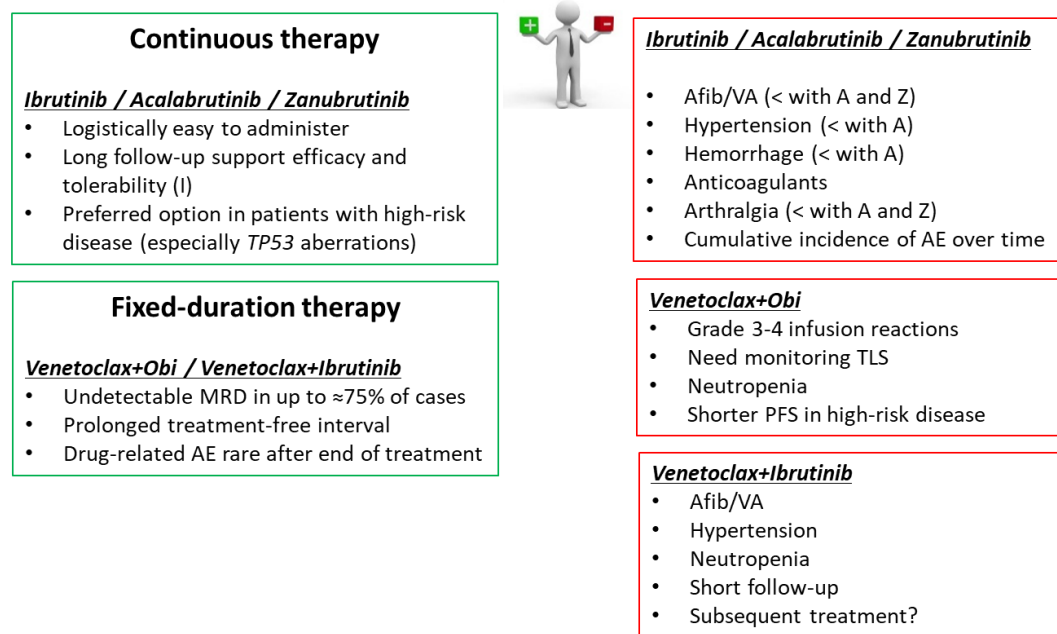 Continuous therapy
Ibrutinib / Acalabrutinib / Zanubrutinib
• Logistically easy to administer
• Long follow-up support efficacy and
tolerability (I)
• Preferred option in patients with high-risk
disease (especially TP53 aberrations)
Fixed-duration therapy
Venetoclax+Obi / Venetoclax+Ibrutinib
• Undetectable MRD in up to ≈75% of cases
• Prolonged treatment-free interval
• Drug-related AE rare after end of treatment
+ -
Ibrutinib / Acalabrutinib / Zanubrutinib
• Afib/VA (< with A and Z)
• Hypertension (< with A)
• Hemorrhage (< with A)
• Anticoagulants
• Arthralgia (< with A and Z)
• Cumulative incidence of AE over time
Venetoclax+Obi
• Grade 3-4 infusion reactions
• Need monitoring TLS
• Neutropenia
• Shorter PFS in high-risk disease
Venetoclax+Ibrutinib
• Afib/VA
• Hypertension
• Neutropenia
• Short follow-up
• Subsequent treatment?